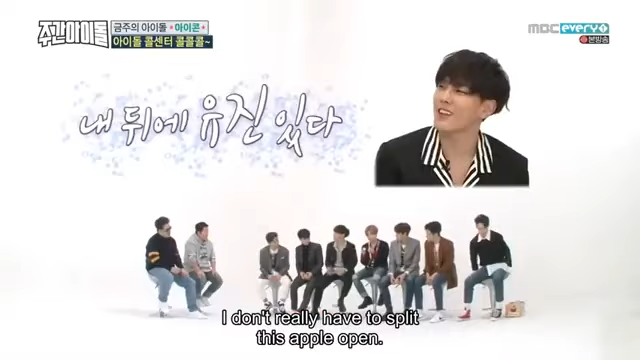 주간아이돌
금주의 아이돌 * 아이콘 *
아이돌 콜센터 콜콜콜~
MBC every1
본방송
내 뒤에 유진 있다
I don't really have to split
this apple open.